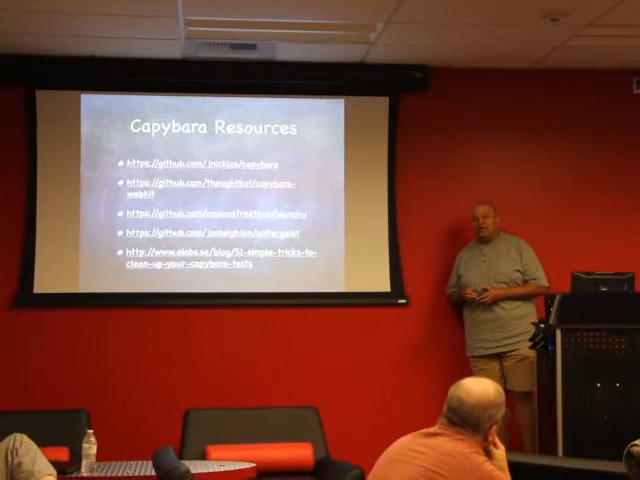 Capybara Resources
https://github.com/jnicklas/capybara
https://github.com/thoughtbot/capybara-
webkit
https://github.com/copiousfreetime/launchy
https://github.com/jonleighton/poltergeist
http://www.elabs.se/blog/51-simple-tricks-to-
clean-up-your-capybara-tests